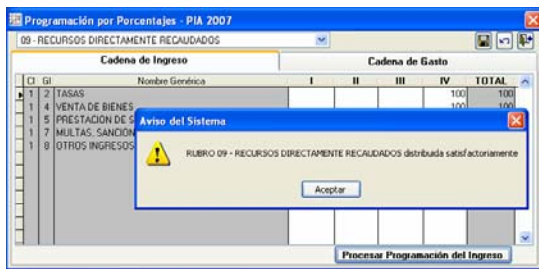 Programación por Porcentajes - PIA 2007
09 - RECURSOS DIRECTAMENTE RECAUDADOS
Cadena de Ingreso
Cadena de Gasto
CI GI Nombre Genérica I II III IV TOTAL
1 2 TASAS 100 100
1 4 VENTA DE BIENES 100 100
1 5 PRESTACION DE S
1 7 MULTAS, SANCION
1 8 OTROS INGRESOS
Aviso del Sistema
RUBRO 09 - RECURSOS DIRECTAMENTE RECAUDADOS distribuida satisfactoriamente
Aceptar
Procesar Programación del Ingreso